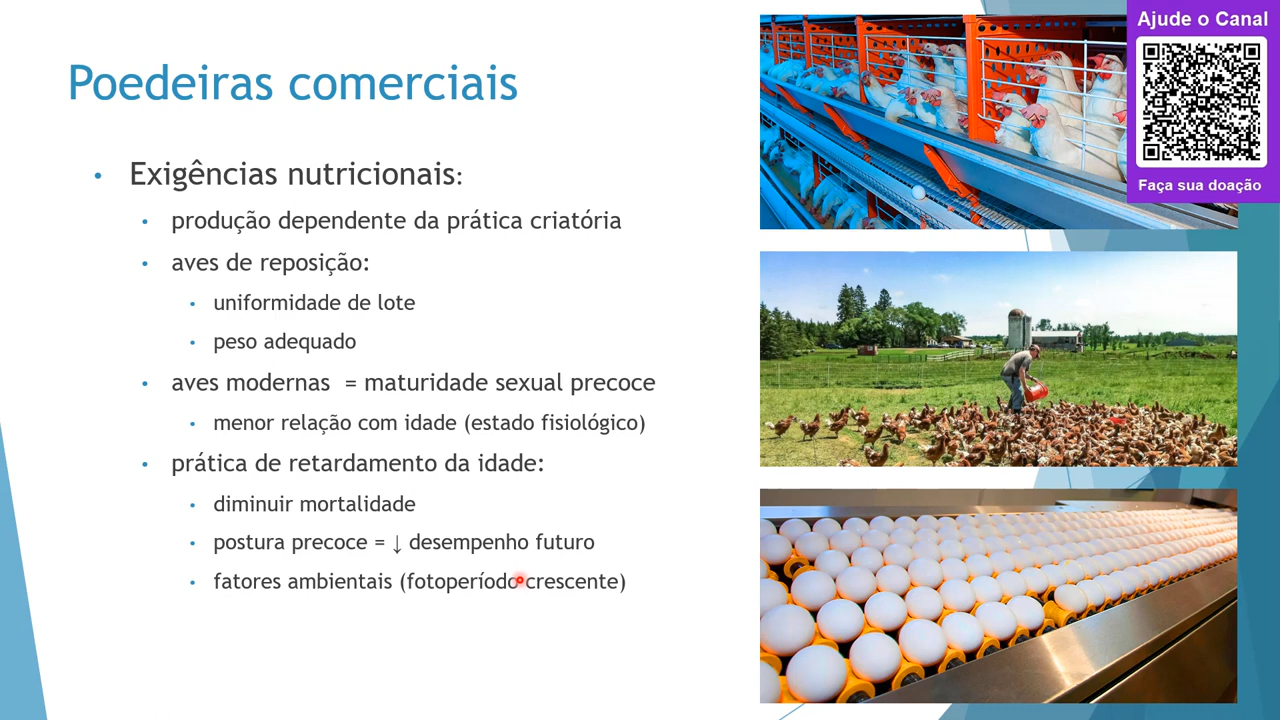 Poedeiras comerciais
Exigências nutricionais:
produção dependente da prática criatória
aves de reposição:
uniformidade de lote
peso adequado
aves modernas = maturidade sexual precoce
menor relação com idade (estado fisiológico)
prática de retardamento da idade:
diminuir mortalidade
postura precoce = ↓ desempenho futuro
fatores ambientais (fotoperíodo crescente)
Ajude o Canal
Faça sua doação